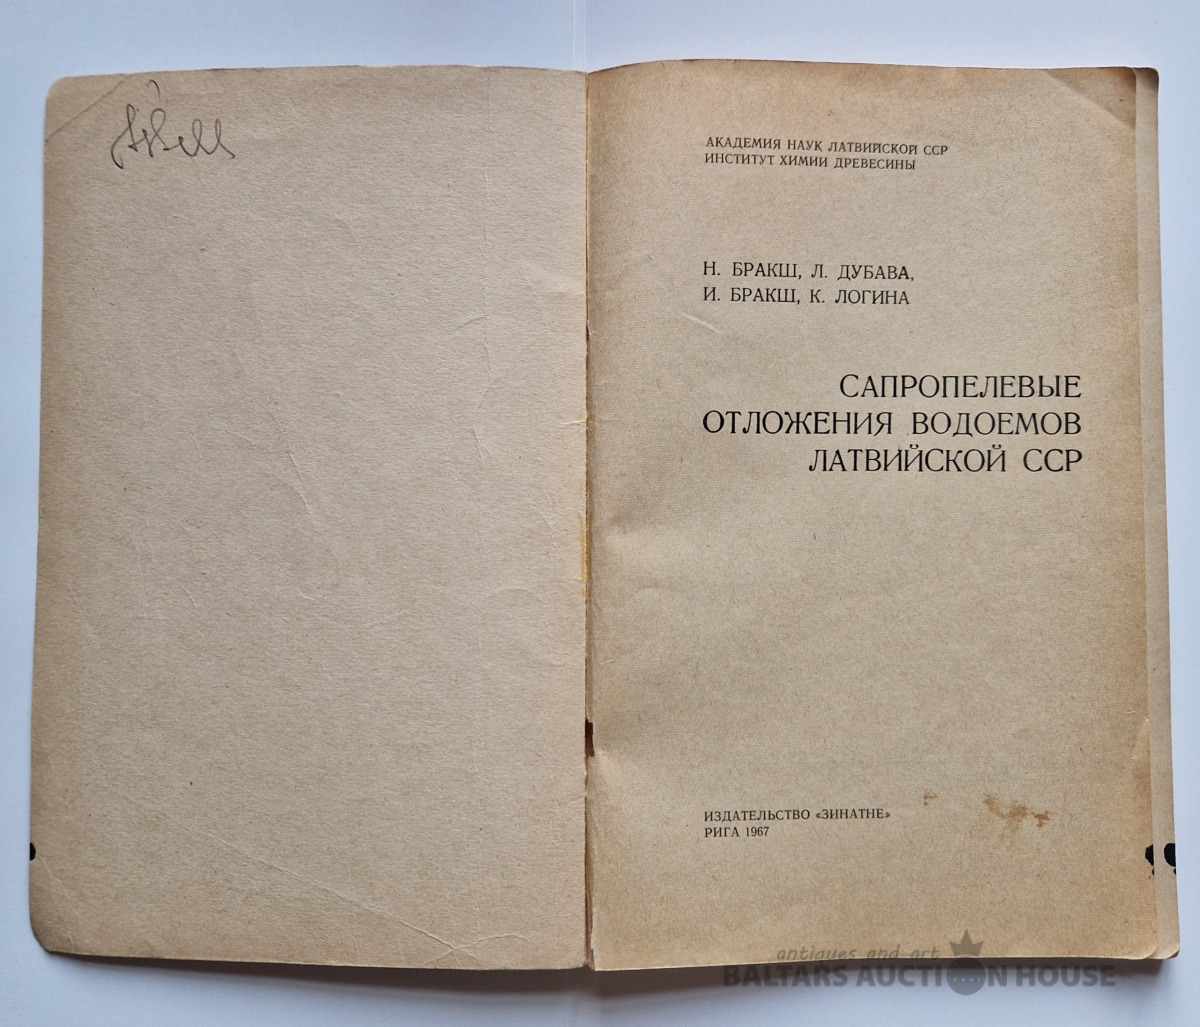 АКАДЕМИЯ НАУК ЛАТВИЙСКОЙ ССР
ИНСТИТУТ ХИМИИ ДРЕВЕСИНЫ
Н. БРАКШ, Л. ДУБАВА,
И. БРАКШ, К. ЛОГИНА
САПРОПЕЛЕВЫЕ
ОТЛОЖЕНИЯ ВОДОЕМОВ
ЛАТВИЙСКОЙ ССР
ИЗДАТЕЛЬСТВО «ЗИНАТНЕ»
РИГА 1967
antiques and art
BALTARS AUCTION HOUSE